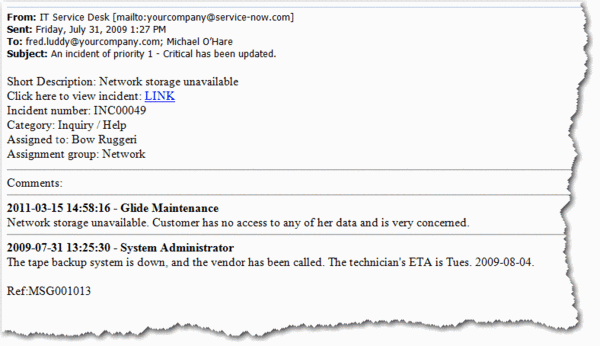 From: IT Service Desk [mailto:yourcompany@service-now.com]
Sent: Friday, July 31, 2009 1:27 PM
To: fred.luddy@yourcompany.com; Michael O'Hare
Subject: An incident of priority 1 - Critical has been updated.
Short Description: Network storage unavailable
Click here to view incident: LINK
Incident number: INC00049
Category: Inquiry / Help
Assigned to: Bow Ruggeri
Assignment group: Network
Comments:
2011-03-15 14:58:16 - Glide Maintenance
Network storage unavailable. Customer has no access to any of her data and is very concerned.
2009-07-31 13:25:30 - System Administrator
The tape backup system is down, and the vendor has been called. The technician's ETA is Tues. 2009-08-04.
Ref:MSG001013